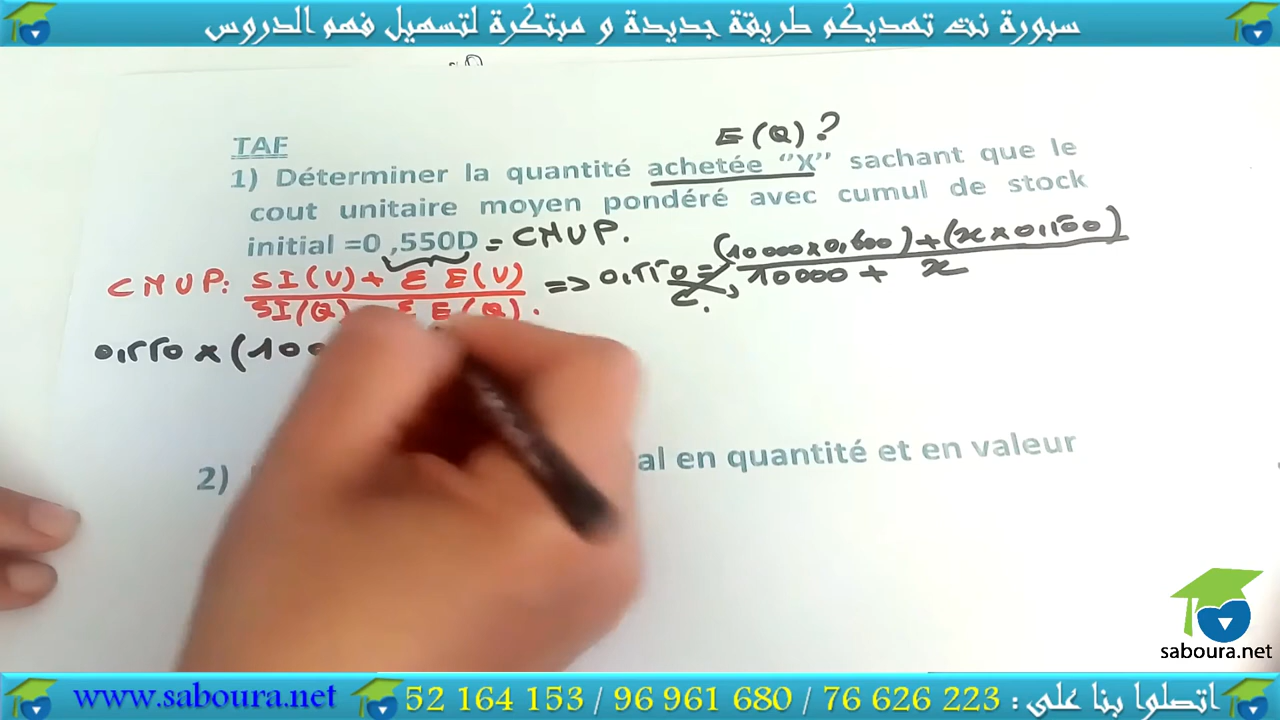 سبورة نت تهديكم طريقة جديدة و مبتكرة لتسهيل فهم الدروس
E(Q)?
TAF
1) Déterminer la quantité achetée ‘’X’’ sachant que le
cout unitaire moyen pondéré avec cumul de stock
initial =0 ,550D = CMUP.
CMUP: SI(V) + Σ E(V) => 0,550 = (10000 x 0,600) + (x x 0,500)
SI(Q) Σ E(Q). 10000 + x
0,550 x (100
2) al en quantité et en valeur
saboura.net
www.saboura.net 52 164 153 / 96 961 680 / 76 626 223 : اتصلوا بنا على